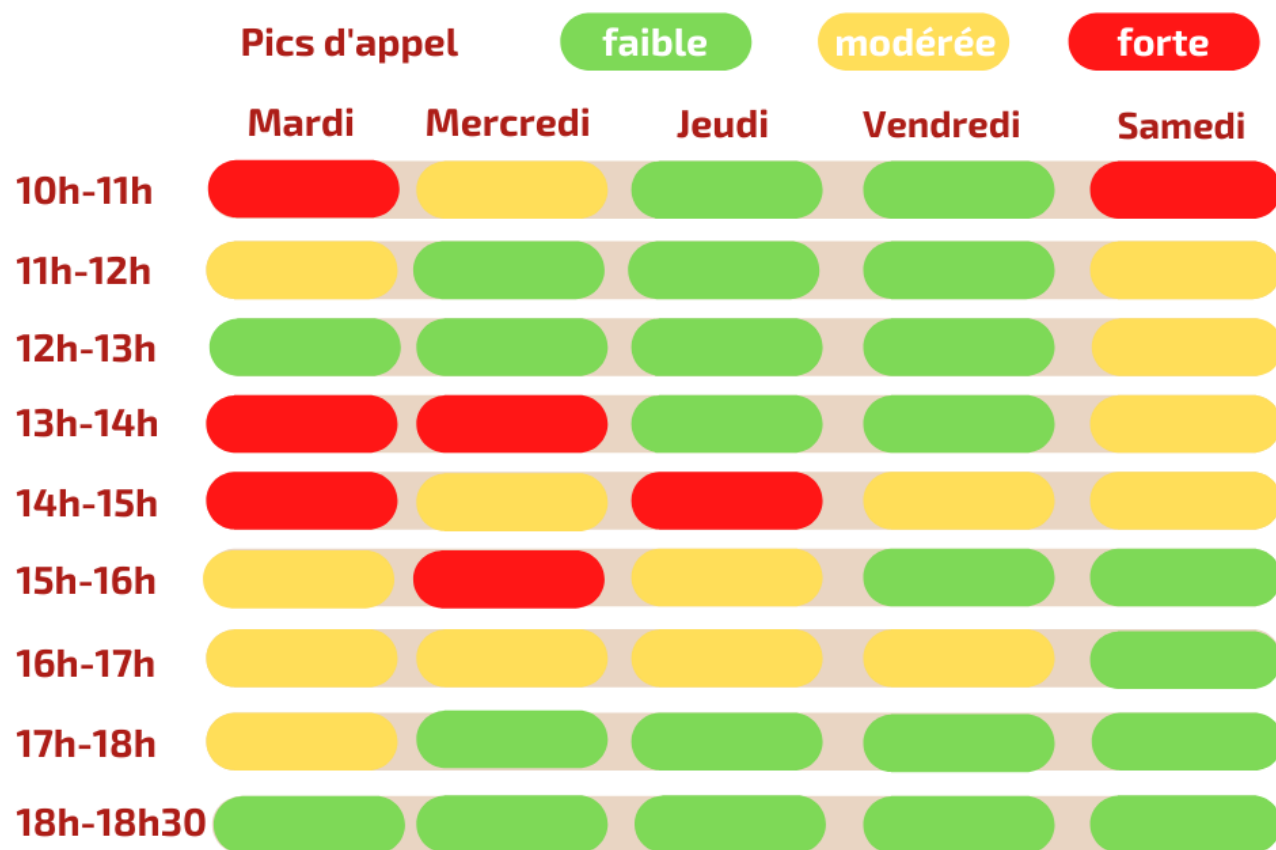 Pics d'appel faible modérée forte
Mardi Mercredi Jeudi Vendredi Samedi
10h-11h
11h-12h
12h-13h
13h-14h
14h-15h
15h-16h
16h-17h
17h-18h
18h-18h30